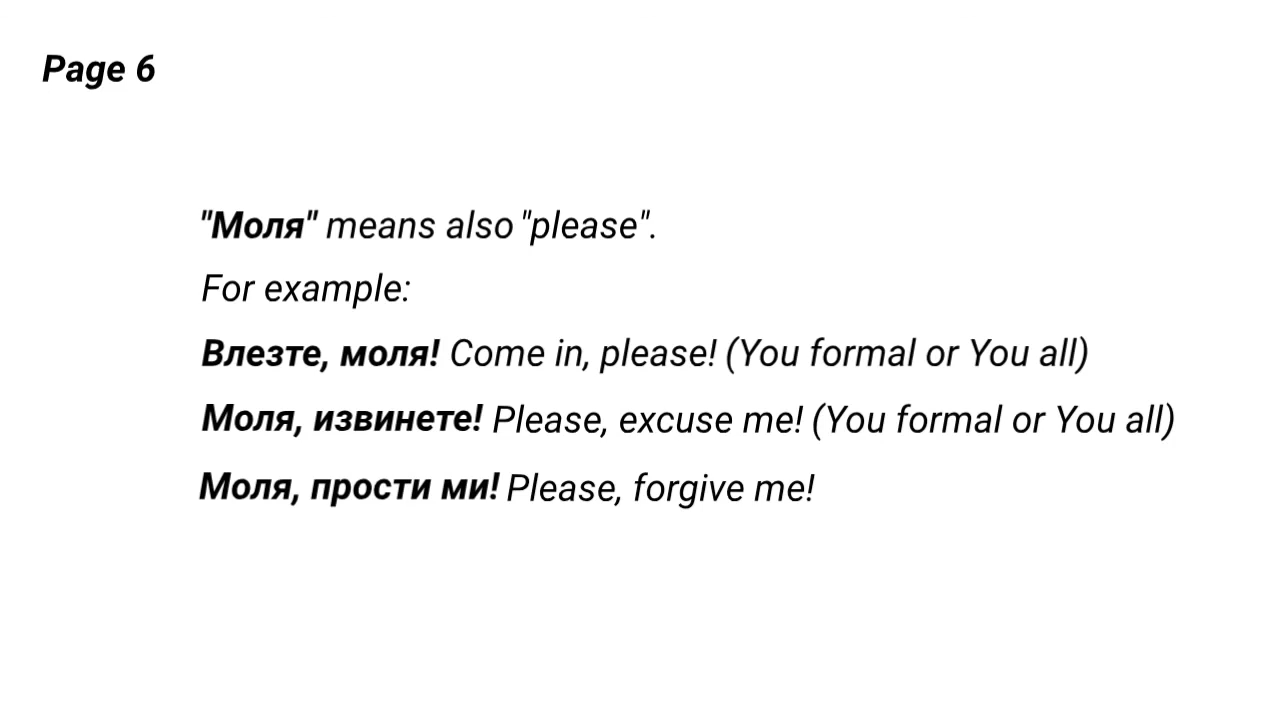 Page 6
"Моля" means also "please".
For example:
Влезте, моля! Come in, please! (You formal or You all)
Моля, извинете! Please, excuse me! (You formal or You all)
Моля, прости ми! Please, forgive me!